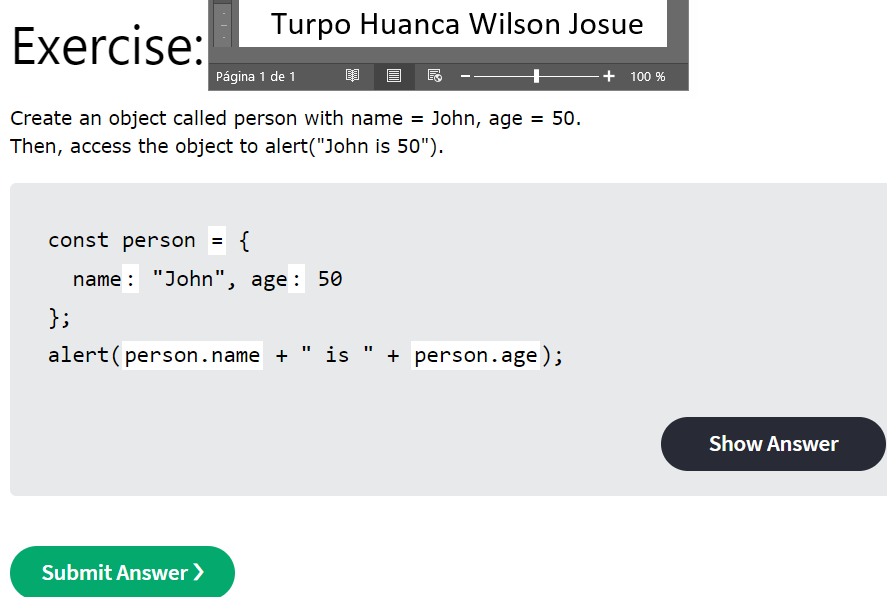 Exercise:
Turpo Huanca Wilson Josue
Página 1 de 1
100 %
Create an object called person with name = John, age = 50.
Then, access the object to alert("John is 50").
const person = {
name: "John", age: 50
};
alert(person.name + " is " + person.age);
Show Answer
Submit Answer ❯